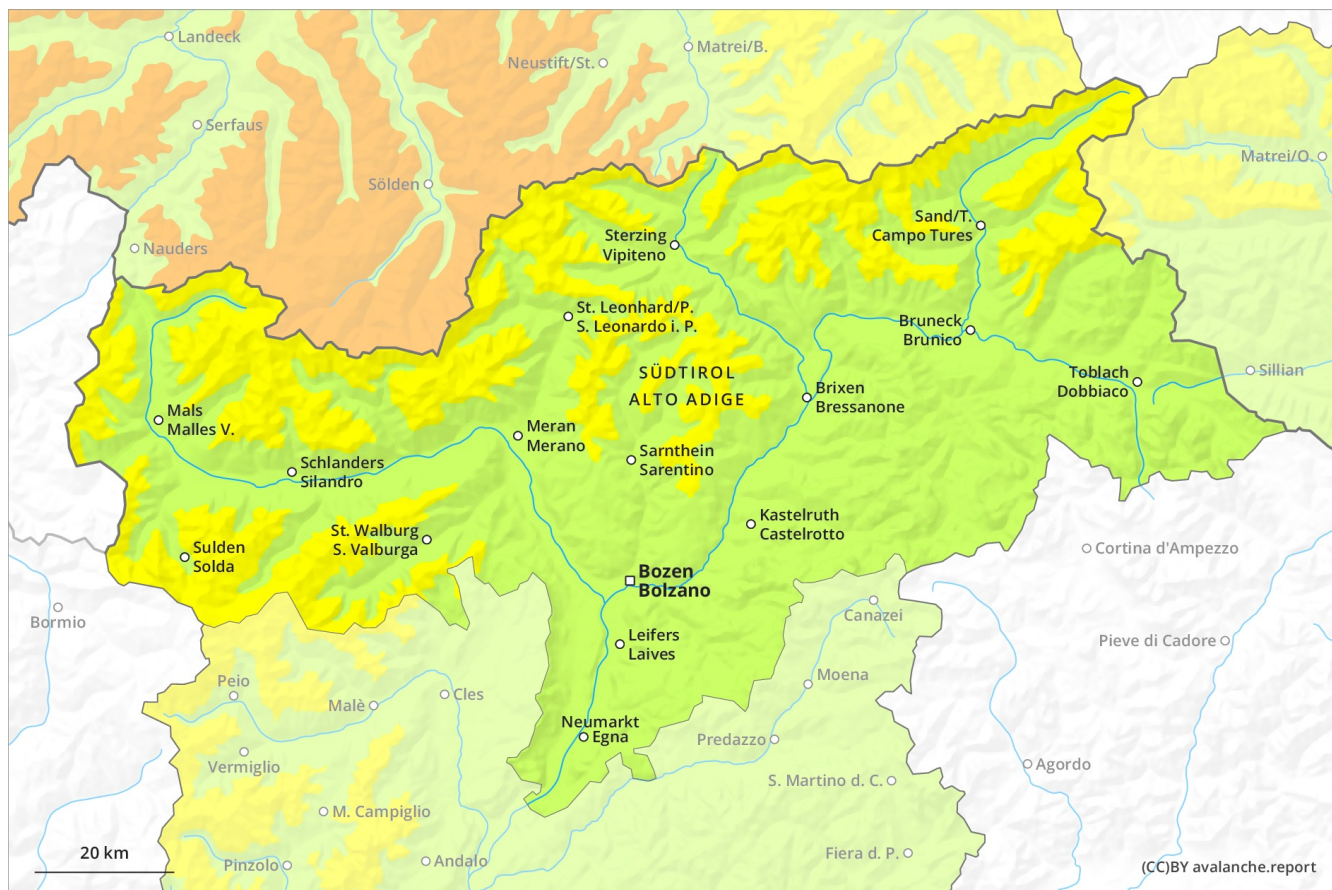 Landeck
Matrei/B.
Neustift/St.
Serfaus
Matrei/O.
Sölden
Sand/T.
Campo Tures
Nauders
Sterzing
Vipiteno
St. Leonhard/P.
S. Leonardo i. P.
Bruneck
Brunico
SÜDTIROL
ALTO ADIGE
Toblach
Dobbiaco
Sillian
Brixen
Bressanone
Mals
Malles V.
Meran
Merano
Sarnthein
Sarentino
Schlanders
Silandro
Kastelruth
Castelrotto
St. Walburg
S. Valburga
Sulden
Solda
Cortina d'Ampezzo
Bozen
Bolzano
Bormio
Canazei
Leifers
Laives
Pieve di Cadore
Peio
Moena
Malè
Cles
Neumarkt
Egna
Predazzo
Vermiglio
Agordo
S. Martino d. C.
M. Campiglio
20 km
Pinzolo
Andalo
Fiera d. P.
(CC)BY avalanche.report